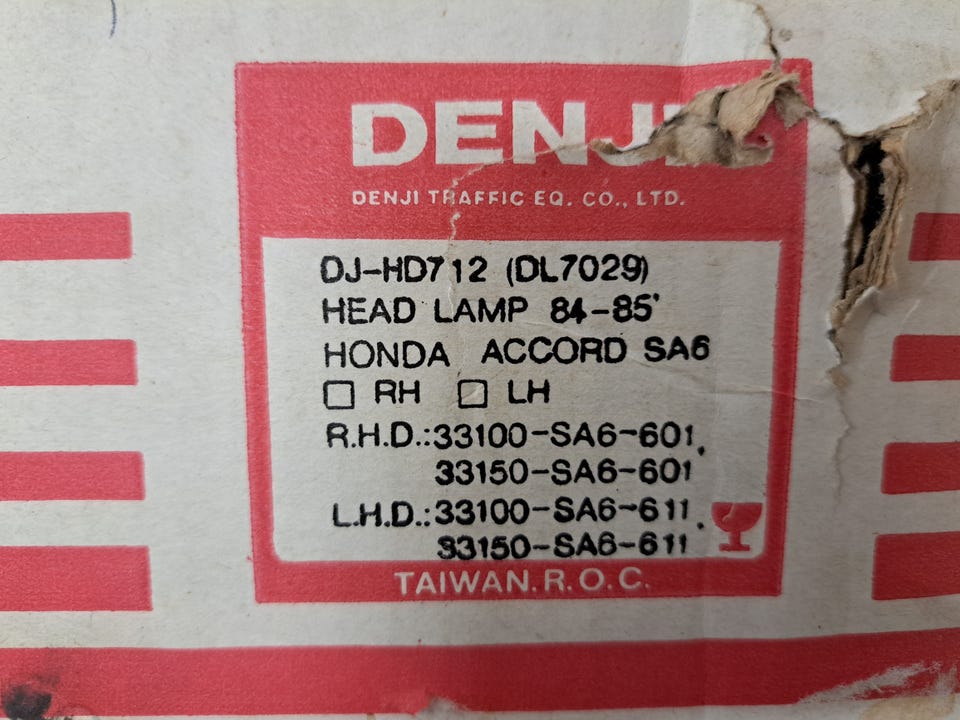 DENJI
DENJI TRAFFIC EQ. CO., LTD.
DJ-HD712 (DL7029)
HEAD LAMP 84-85'
HONDA ACCORD SA6
☐ RH ☐ LH
R.H.D.:33100-SA6-601,
33150-SA6-601
L.H.D.:33100-SA6-611,
33150-SA6-611
TAIWAN.R.O.C.